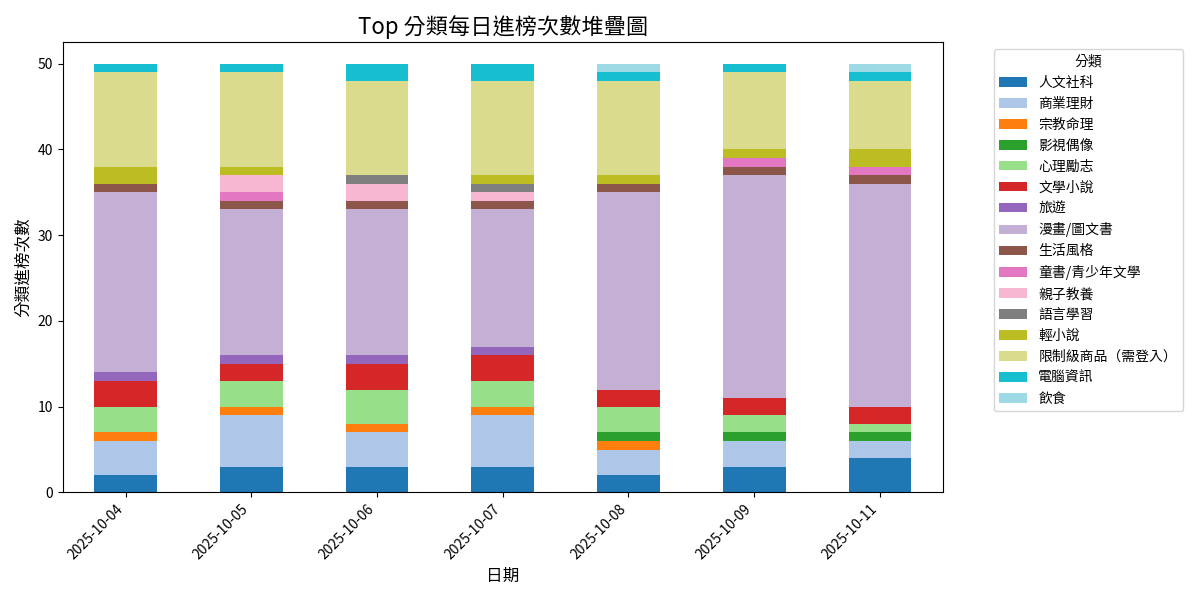 Top 分類每日進榜次數堆疊圖
分類進榜次數
50
40
30
20
10
0
2025-10-04
2025-10-05
2025-10-06
2025-10-07
2025-10-08
2025-10-09
2025-10-11
日期
分類
人文社科
商業理財
宗教命理
影視偶像
心理勵志
文學小說
旅遊
漫畫/圖文書
生活風格
童書/青少年文學
親子教養
語言學習
輕小說
限制級商品（需登入）
電腦資訊
飲食